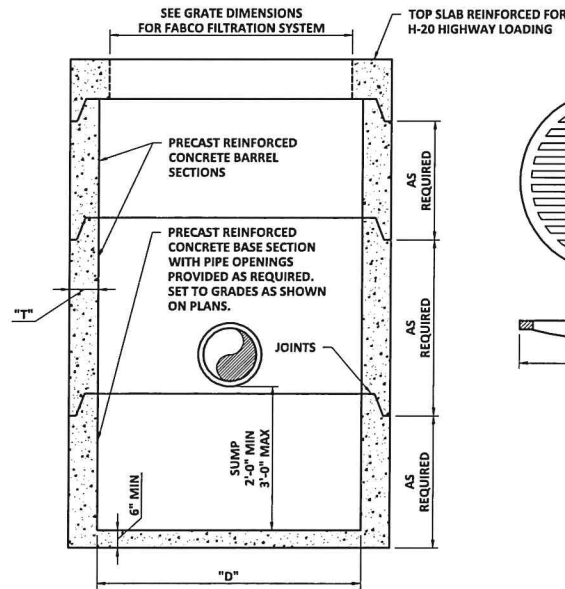 SEE GRATE DIMENSIONS
FOR FABCO FILTRATION SYSTEM
TOP SLAB REINFORCED FOR
H-20 HIGHWAY LOADING
PRECAST REINFORCED
CONCRETE BARREL
SECTIONS
AS
REQUIRED
PRECAST REINFORCED
CONCRETE BASE SECTION
WITH PIPE OPENINGS
PROVIDED AS REQUIRED.
SET TO GRADES AS SHOWN
ON PLANS.
"T"
AS
REQUIRED
JOINTS
SUMP
2'-0" MIN
3'-0" MAX
6" MIN
AS
REQUIRED
"D"